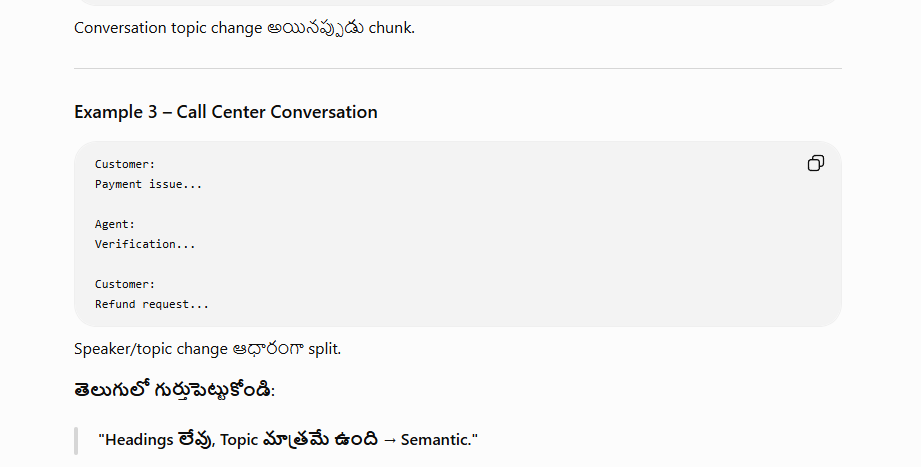 Conversation topic change అయినప్పుడు chunk.
Example 3 – Call Center Conversation
Customer:
Payment issue...
Agent:
Verification...
Customer:
Refund request...
Speaker/topic change ఆధారంగా split.
తెలుగులో గుర్తుపెట్టుకోండి:
"Headings లేవు, Topic మాత్రమే ఉంది → Semantic."